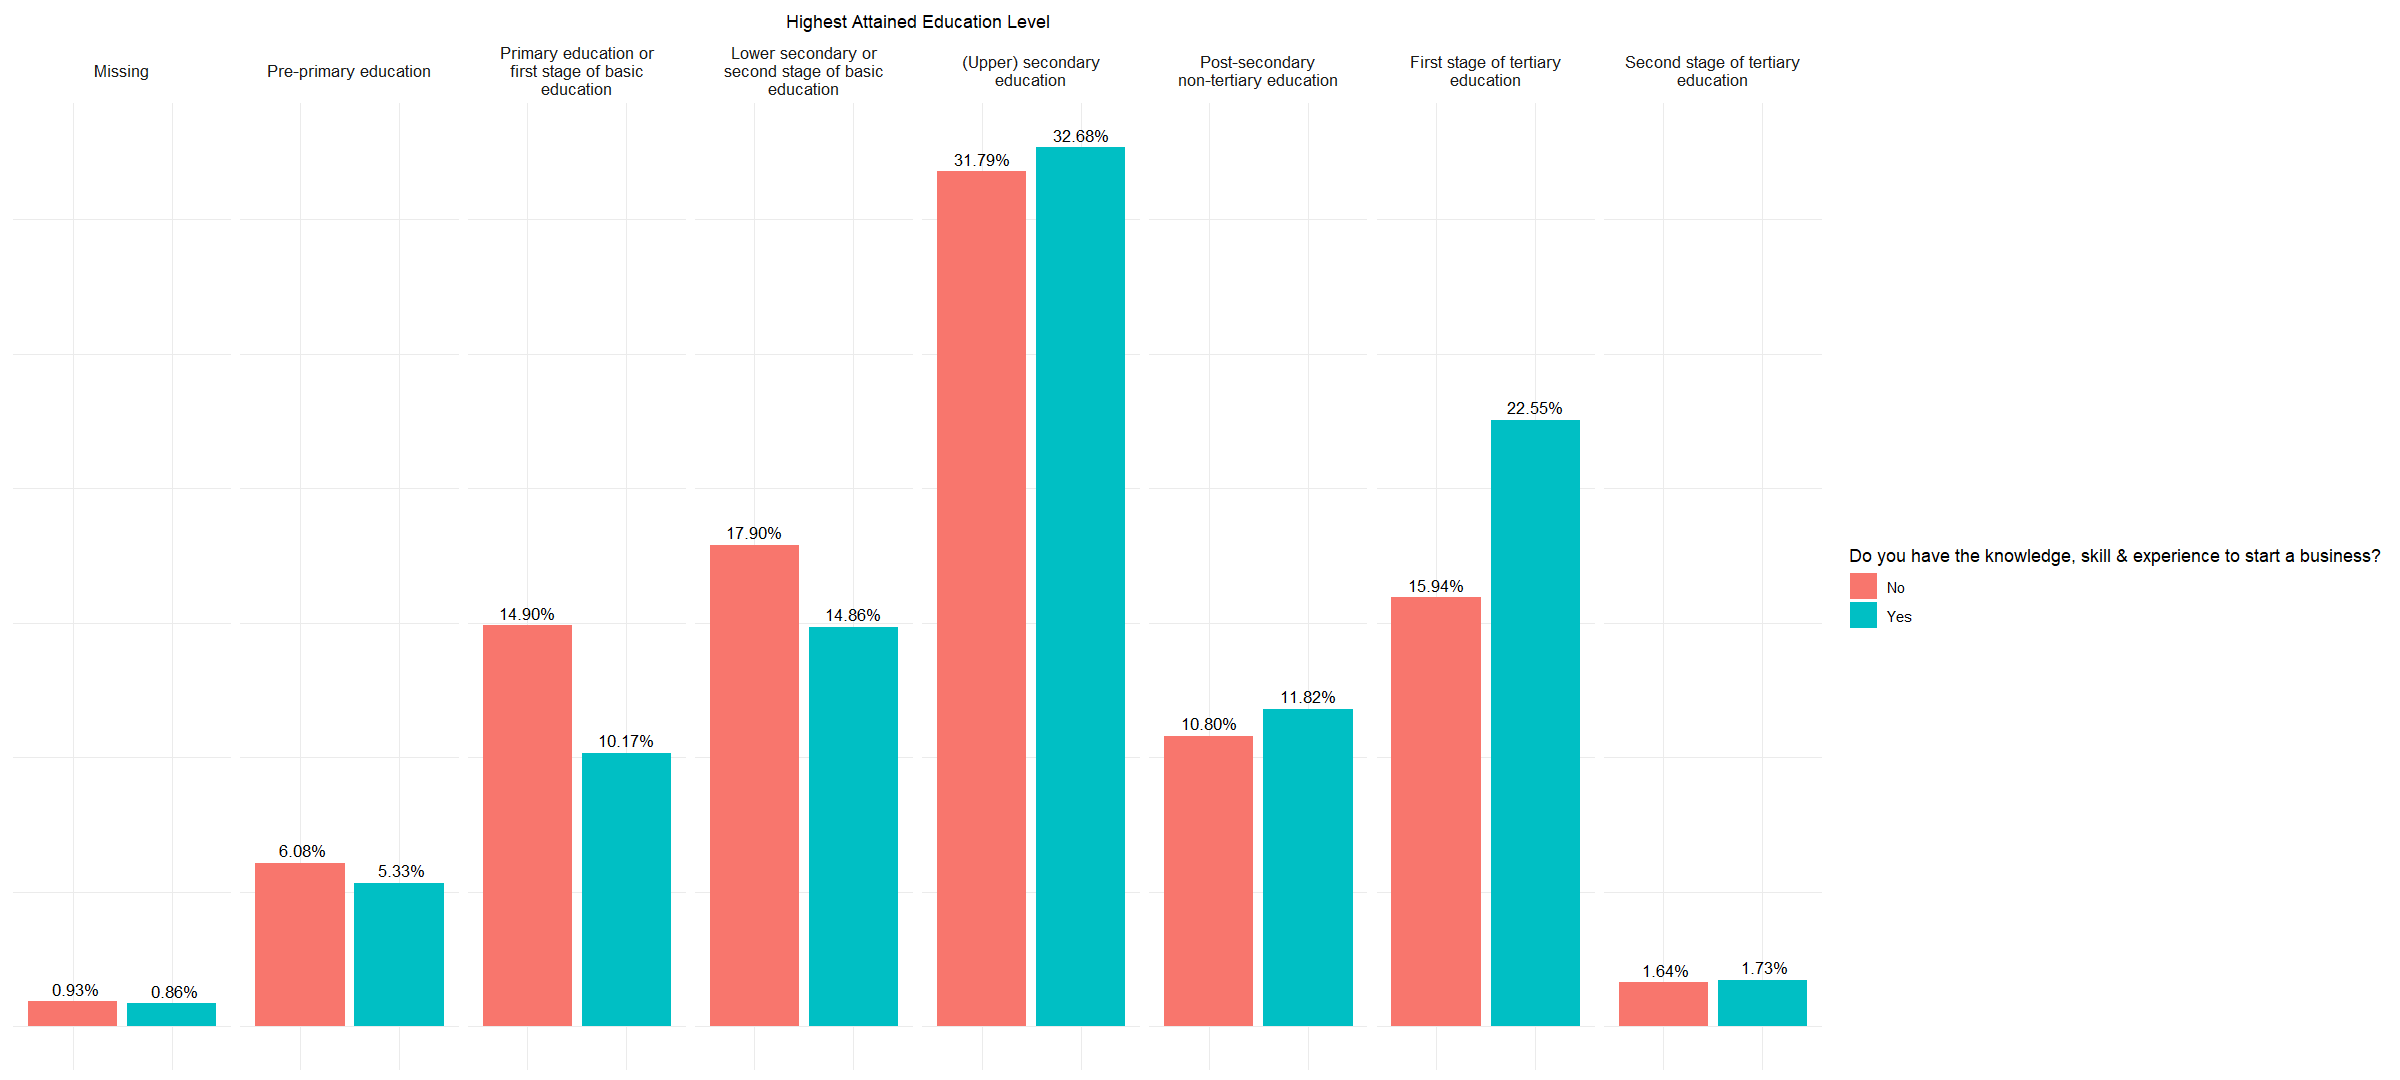 Highest Attained Education Level
Missing
Pre-primary education
Primary education or
first stage of basic
education
Lower secondary or
second stage of basic
education
(Upper) secondary
education
Post-secondary
non-tertiary education
First stage of tertiary
education
Second stage of tertiary
education
0.93%
0.86%
6.08%
5.33%
14.90%
10.17%
17.90%
14.86%
31.79%
32.68%
10.80%
11.82%
15.94%
22.55%
1.64%
1.73%
Do you have the knowledge, skill & experience to start a business?
No
Yes